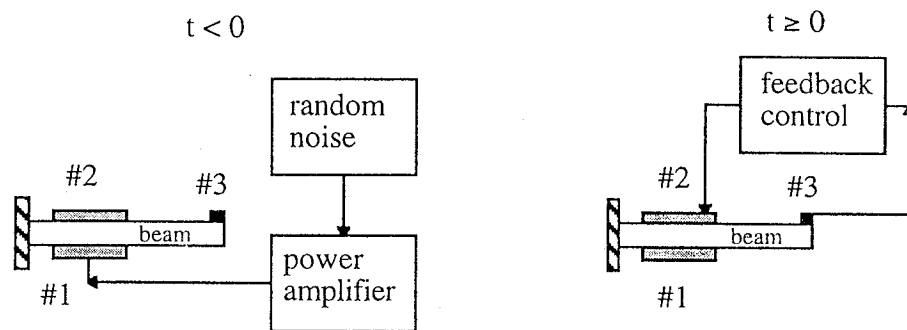 t < 0
random
noise
#2
#3
beam
#1
power
amplifier
t ≥ 0
feedback
control
#2
#3
beam
#1